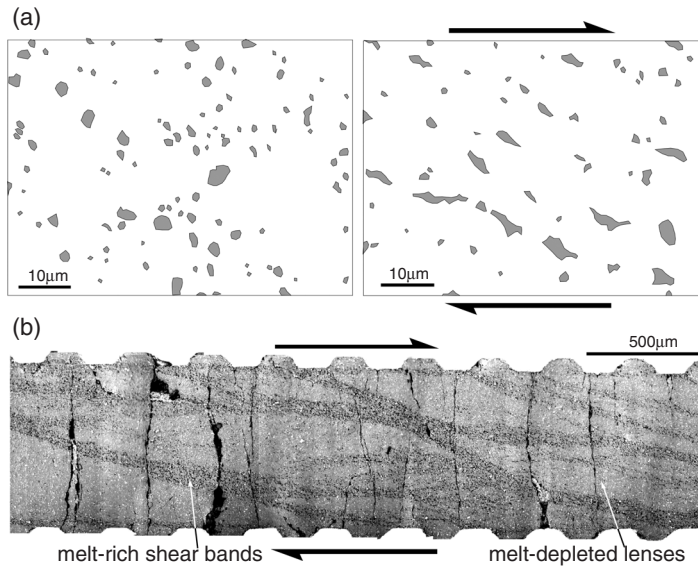 (a)
10μm
10μm
(b)
500μm
melt-rich shear bands
melt-depleted lenses